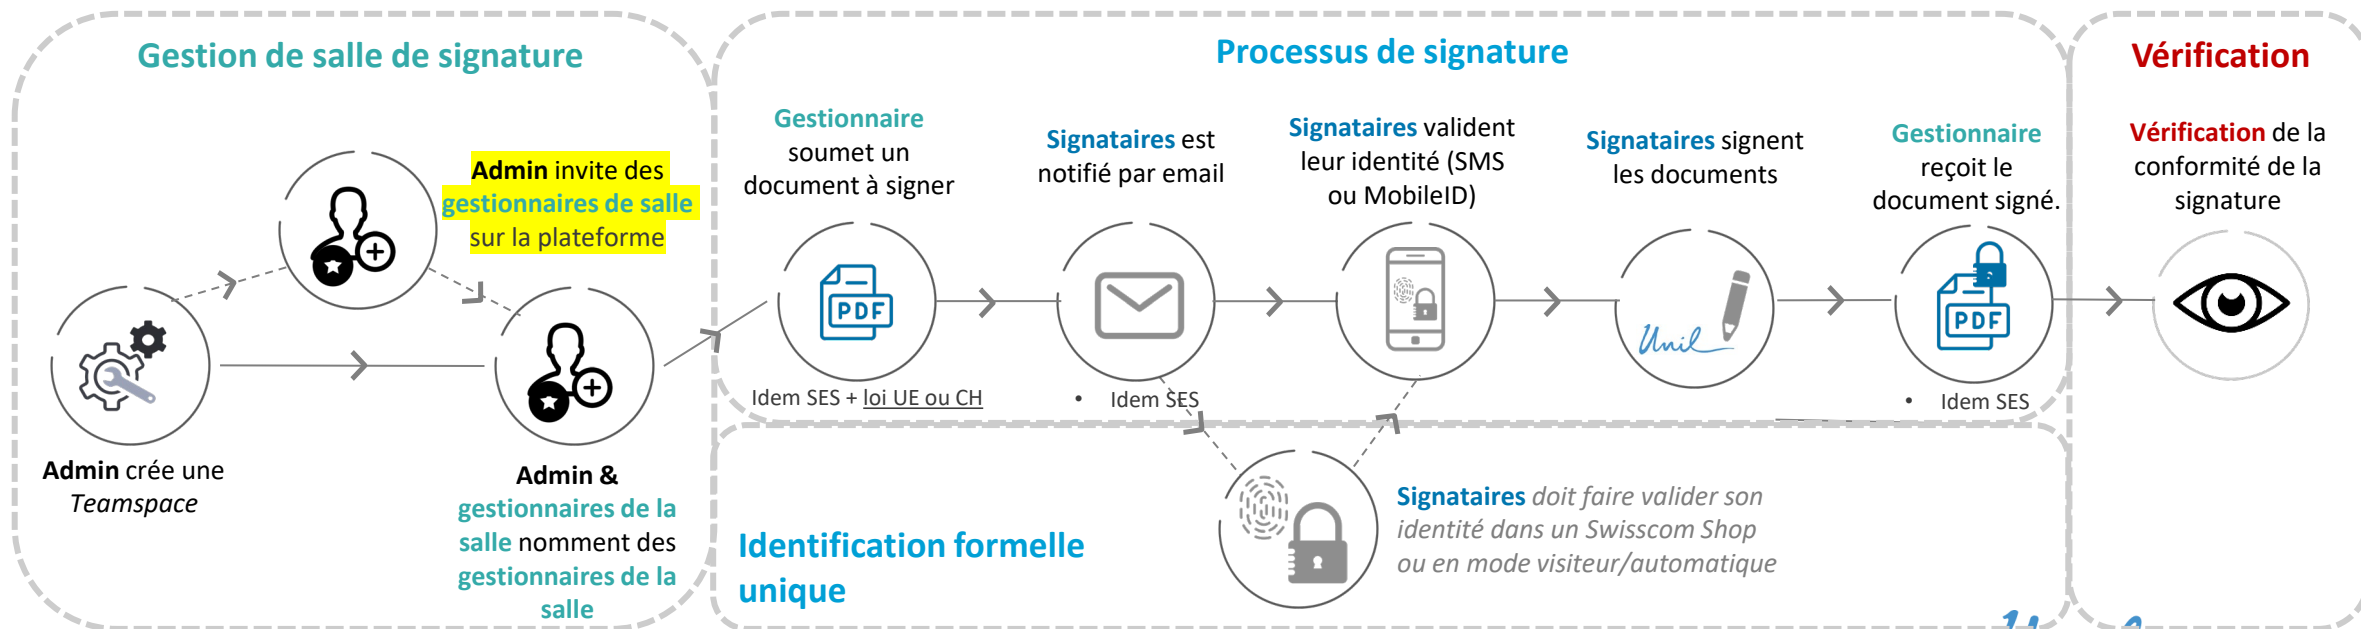 Gestion de salle de signature
Admin invite des
gestionnaires de salle
sur la plateforme
Admin crée une
Teamspace
Admin &
gestionnaires de la
salle nomment des
gestionnaires de la
salle
Processus de signature
Gestionnaire
soumet un
document à signer
PDF
Idem SES + loi UE ou CH
Signataires est
notifié par email
• Idem SES
Signataires valident
leur identité (SMS
ou MobileID)
Signataires signent
les documents
Unil
Gestionnaire
reçoit le
document signé.
PDF
• Idem SES
Identification formelle
unique
Signataires doit faire valider son
identité dans un Swisscom Shop
ou en mode visiteur/automatique
Vérification
Vérification de la
conformité de la
signature